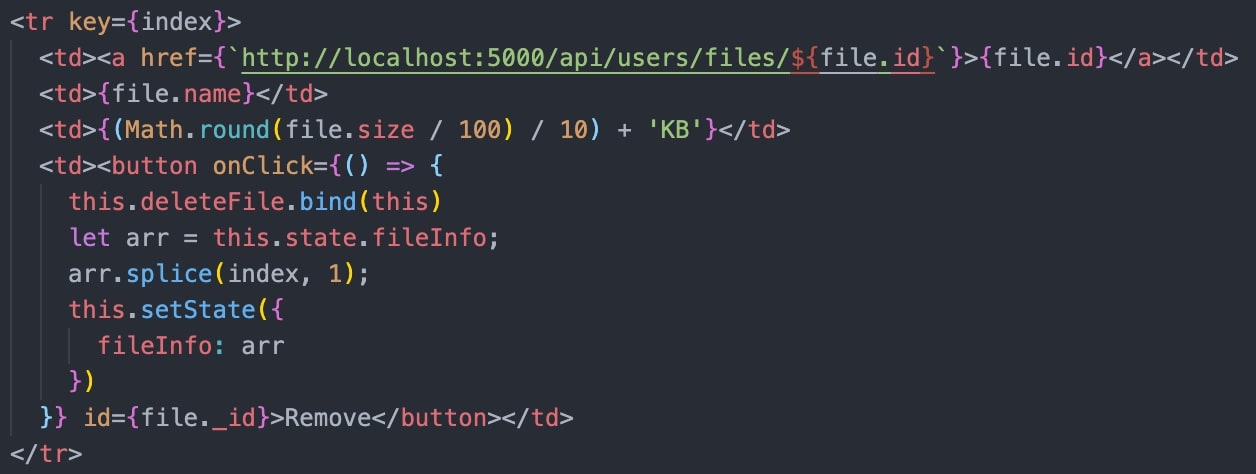 <tr key={index}>
<td><a href={`http://localhost:5000/api/users/files/${file.id}`}>{file.id}</a></td>
<td>{file.name}</td>
<td>{(Math.round(file.size / 100) / 10) + 'KB'}</td>
<td><button onClick={() => {
this.deleteFile.bind(this)
let arr = this.state.fileInfo;
arr.splice(index, 1);
this.setState({
fileInfo: arr
})
}} id={file._id}>Remove</button></td>
</tr>